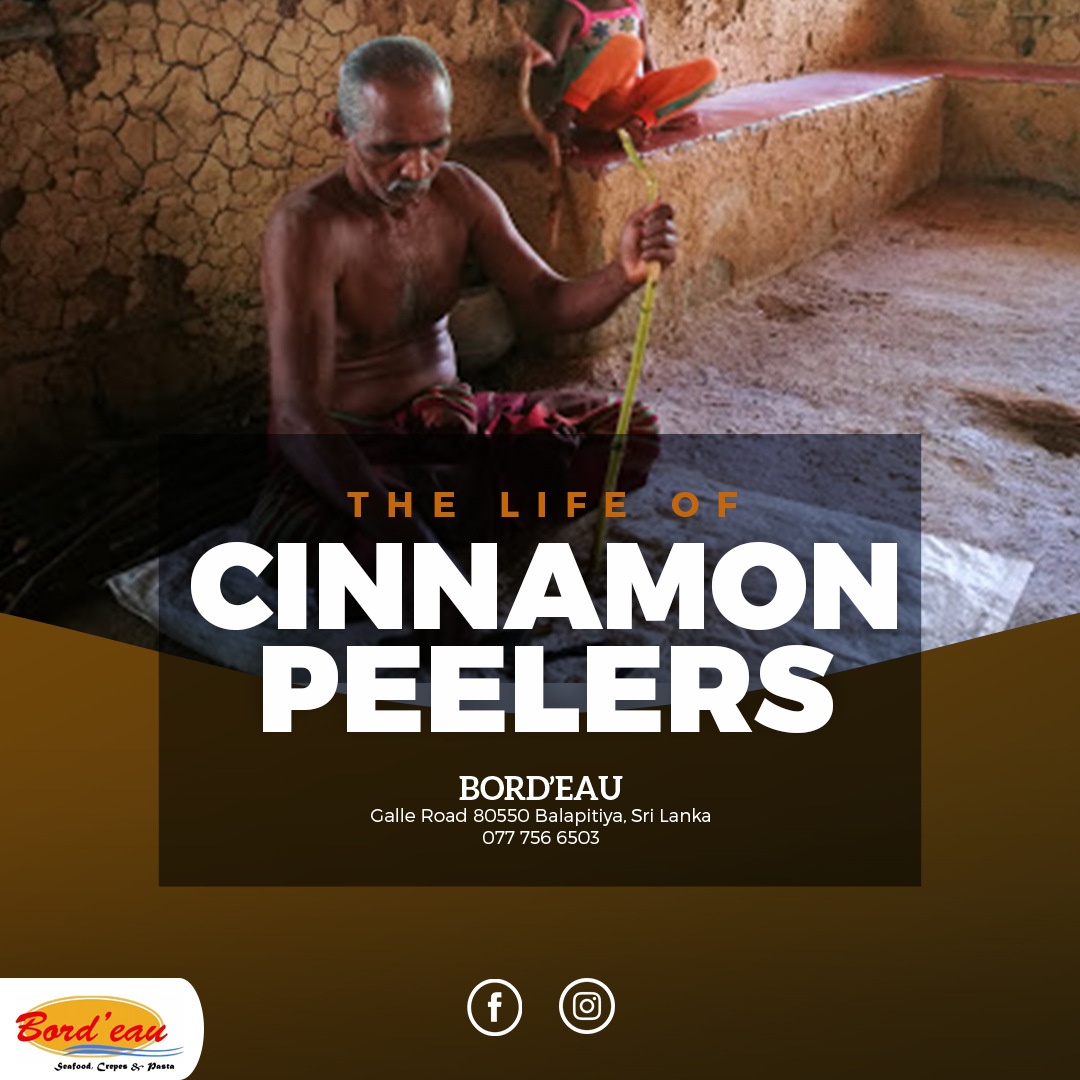 THE LIFE OF
CINNAMON
PEELERS
BORD'EAU
Galle Road 80550 Balapitiya, Sri Lanka
077 756 6503
Bord'eau
Seafood, Crepes & Pasta